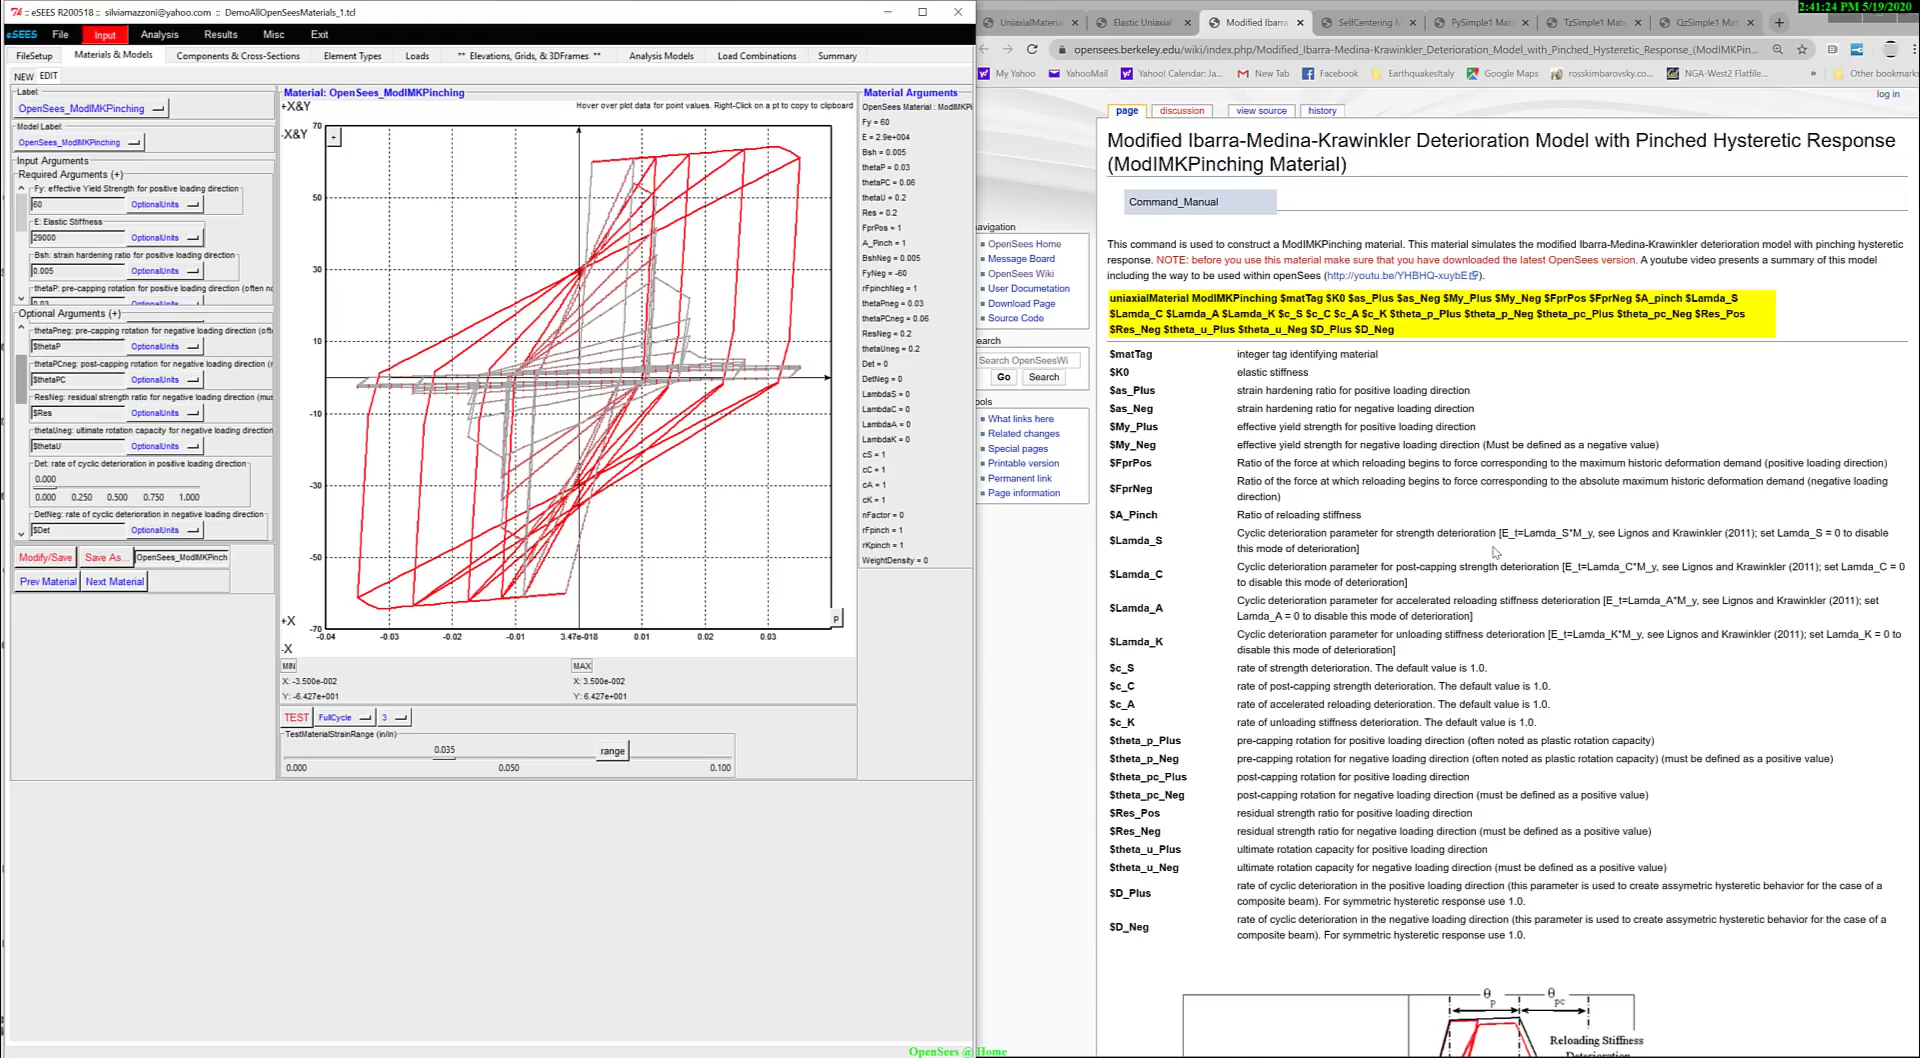 eSEES R200518 :: silviamazzoni@yahoo.com :: DemoAllOpenSeesMaterials_1.tcl
eSEES File Input Analysis Results Misc Exit
FileSetup Materials & Models Components & Cross-Sections Element Types Loads ** Elevations, Grids, & 3DFrames ** Analysis Models Load Combinations Summary
NEW EDIT
Label:
OpenSees_ModIMKPinching
Model Label:
OpenSees_ModIMKPinching
Input Arguments
Required Arguments (+)
Fy: effective Yield Strength for positive loading direction
60 OptionalUnits
E: Elastic Stiffness
29000 OptionalUnits
Bsh: strain hardening ratio for positive loading direction
0.005 OptionalUnits
thetaP: pre-capping rotation for positive loading direction (often no
0.03 OptionalUnits
Optional Arguments (+)
thetaPneg: pre-capping rotation for negative loading direction (ofte
$thetaP OptionalUnits
thetaPCneg: post-capping rotation for negative loading direction (m
$thetaPC OptionalUnits
ResNeg: residual strength ratio for negative loading direction (mus
$Res OptionalUnits
thetaUneg: ultimate rotation capacity for negative loading direction
$thetaU OptionalUnits
Det: rate of cyclic deterioration in positive loading direction
0.000
0.000 0.250 0.500 0.750 1.000
DetNeg: rate of cyclic deterioration in negative loading direction
$Det OptionalUnits
Modify/Save Save As... OpenSees_ModIMKPinch
Prev Material Next Material
Material: OpenSees_ModIMKPinching
+X&Y
Hover over plot data for point values. Right-Click on a pt to copy to clipboard
-X&Y
70
50
30
10
-10
-30
-50
-70
+X
-X
-0.04 -0.03 -0.02 -0.01 3.47e-018 0.01 0.02 0.03
p
MIN MAX
X: -3.500e-002 X: 3.500e-002
Y: -6.427e+001 Y: 6.427e+001
TEST FullCycle 3
TestMaterialStrainRange (in/in)
0.035 range
0.000 0.050 0.100
Material Arguments
OpenSees Material : ModIMKPi
Fy = 60
E = 2.9e+004
Bsh = 0.005
thetaP = 0.03
thetaPC = 0.06
thetaU = 0.2
Res = 0.2
FprPos = 1
A_Pinch = 1
BshNeg = 0.005
FyNeg = -60
rFpinchNeg = 1
thetaPneg = 0.03
thetaPCneg = 0.06
ResNeg = 0.2
thetaUneg = 0.2
Det = 0
DetNeg = 0
LambdaS = 0
LambdaC = 0
LambdaA = 0
LambdaK = 0
cS = 1
cC = 1
cA = 1
cK = 1
nFactor = 0
rFpinch = 1
rKpinch = 1
WeightDensity = 0
2:41:24 PM 5/19/2020
UniaxialMateria Elastic Uniaxial Modified Ibarra- SelfCentering M PySimple1 Mate TzSimple1 Mate QzSimple1 Mate
opensees.berkeley.edu/wiki/index.php/Modified_Ibarra-Medina-Krawinkler_Deterioration_Model_with_Pinched_Hysteretic_Response_(ModIMKPin...
My Yahoo YahooMail Yahoo! Calendar: Ja... New Tab Facebook EarthquakesItaly Google Maps rosskimbarovsky.co... NGA-West2 Flatfile... » Other bookmarks
log in
page discussion view source history
Modified Ibarra-Medina-Krawinkler Deterioration Model with Pinched Hysteretic Response
(ModIMKPinching Material)
Command_Manual
avigation
OpenSees Home
Message Board
OpenSees Wiki
User Documetation
Download Page
Source Code
earch
Search OpenSeesWi
Go Search
ools
What links here
Related changes
Special pages
Printable version
Permanent link
Page information
This command is used to construct a ModIMKPinching material. This material simulates the modified Ibarra-Medina-Krawinkler deterioration model with pinching hysteretic
response. NOTE: before you use this material make sure that you have downloaded the latest OpenSees version. A youtube video presents a summary of this model
including the way to be used within openSees (http://youtu.be/YHBHQ-xuybE).
uniaxialMaterial ModIMKPinching $matTag $K0 $as_Plus $as_Neg $My_Plus $My_Neg $FprPos $FprNeg $A_pinch $Lamda_S
$Lamda_C $Lamda_A $Lamda_K $c_S $c_C $c_A $c_K $theta_p_Plus $theta_p_Neg $theta_pc_Plus $theta_pc_Neg $Res_Pos
$Res_Neg $theta_u_Plus $theta_u_Neg $D_Plus $D_Neg
$matTag integer tag identifying material
$K0 elastic stiffness
$as_Plus strain hardening ratio for positive loading direction
$as_Neg strain hardening ratio for negative loading direction
$My_Plus effective yield strength for positive loading direction
$My_Neg effective yield strength for negative loading direction (Must be defined as a negative value)
$FprPos Ratio of the force at which reloading begins to force corresponding to the maximum historic deformation demand (positive loading direction)
$FprNeg Ratio of the force at which reloading begins to force corresponding to the absolute maximum historic deformation demand (negative loading
direction)
$A_Pinch Ratio of reloading stiffness
$Lamda_S Cyclic deterioration parameter for strength deterioration [E_t=Lamda_S*M_y, see Lignos and Krawinkler (2011); set Lamda_S = 0 to disable
this mode of deterioration]
$Lamda_C Cyclic deterioration parameter for post-capping strength deterioration [E_t=Lamda_C*M_y, see Lignos and Krawinkler (2011); set Lamda_C = 0
to disable this mode of deterioration]
$Lamda_A Cyclic deterioration parameter for accelerated reloading stiffness deterioration [E_t=Lamda_A*M_y, see Lignos and Krawinkler (2011); set
Lamda_A = 0 to disable this mode of deterioration]
$Lamda_K Cyclic deterioration parameter for unloading stiffness deterioration [E_t=Lamda_K*M_y, see Lignos and Krawinkler (2011); set Lamda_K = 0 to
disable this mode of deterioration]
$c_S rate of strength deterioration. The default value is 1.0.
$c_C rate of post-capping strength deterioration. The default value is 1.0.
$c_A rate of accelerated reloading deterioration. The default value is 1.0.
$c_K rate of unloading stiffness deterioration. The default value is 1.0.
$theta_p_Plus pre-capping rotation for positive loading direction (often noted as plastic rotation capacity)
$theta_p_Neg pre-capping rotation for negative loading direction (often noted as plastic rotation capacity) (must be defined as a positive value)
$theta_pc_Plus post-capping rotation for positive loading direction
$theta_pc_Neg post-capping rotation for negative loading direction (must be defined as a positive value)
$Res_Pos residual strength ratio for positive loading direction
$Res_Neg residual strength ratio for negative loading direction (must be defined as a positive value)
$theta_u_Plus ultimate rotation capacity for positive loading direction
$theta_u_Neg ultimate rotation capacity for negative loading direction (must be defined as a positive value)
$D_Plus rate of cyclic deterioration in the positive loading direction (this parameter is used to create assymetric hysteretic behavior for the case of a
composite beam). For symmetric hysteretic response use 1.0.
$D_Neg rate of cyclic deterioration in the negative loading direction (this parameter is used to create assymetric hysteretic behavior for the case of a
composite beam). For symmetric hysteretic response use 1.0.
θp θpc
Reloading Stiffness
Deterioration
OpenSees @ Home